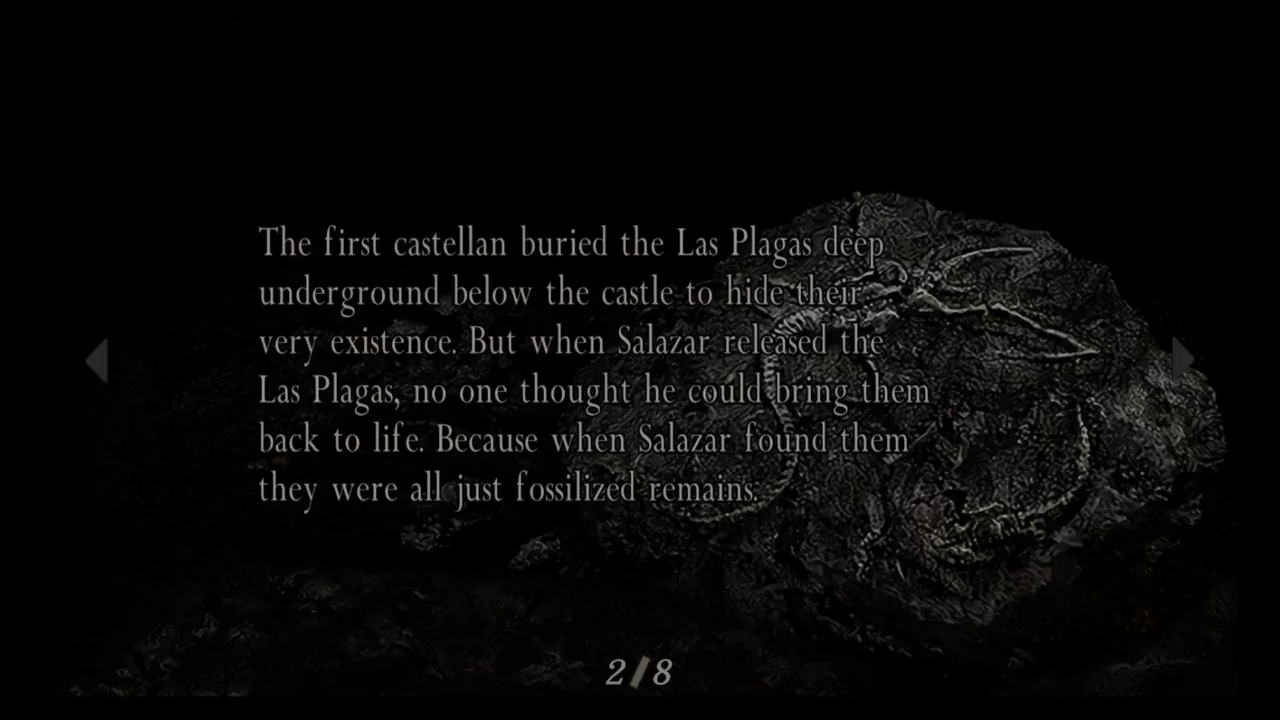 The first castellan buried the Las Plagas deep
underground below the castle to hide their
very existence. But when Salazar released the
Las Plagas, no one thought he could bring them
back to life. Because when Salazar found them
they were all just fossilized remains.
2/8